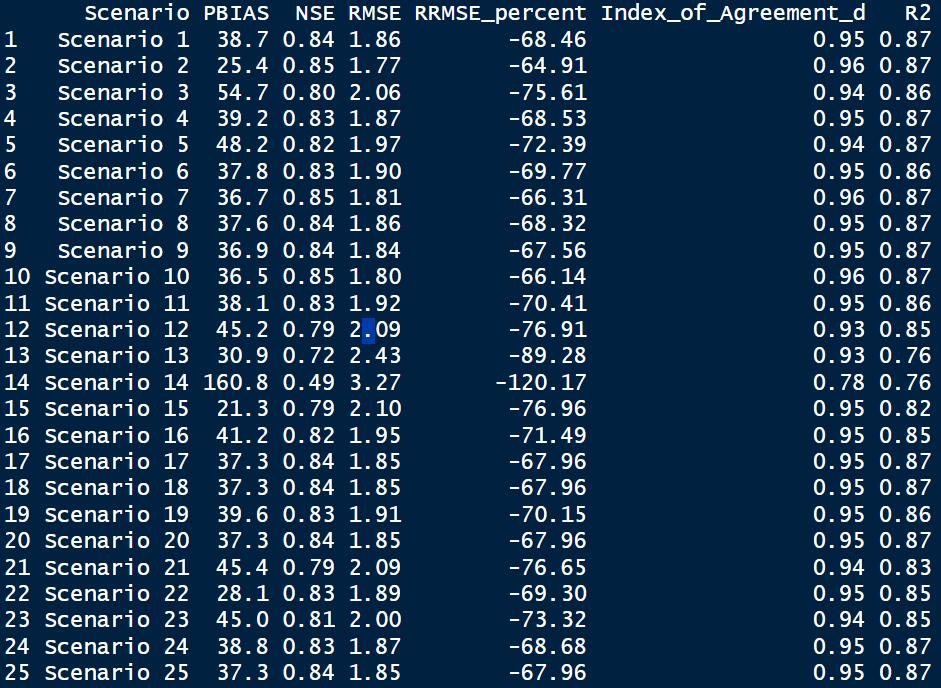 Scenario PBIAS NSE RMSE RRMSE_percent Index_of_Agreement_d R2
1 Scenario 1 38.7 0.84 1.86 -68.46 0.95 0.87
2 Scenario 2 25.4 0.85 1.77 -64.91 0.96 0.87
3 Scenario 3 54.7 0.80 2.06 -75.61 0.94 0.86
4 Scenario 4 39.2 0.83 1.87 -68.53 0.95 0.87
5 Scenario 5 48.2 0.82 1.97 -72.39 0.94 0.87
6 Scenario 6 37.8 0.83 1.90 -69.77 0.95 0.86
7 Scenario 7 36.7 0.85 1.81 -66.31 0.96 0.87
8 Scenario 8 37.6 0.84 1.86 -68.32 0.95 0.87
9 Scenario 9 36.9 0.84 1.84 -67.56 0.95 0.87
10 Scenario 10 36.5 0.85 1.80 -66.14 0.96 0.87
11 Scenario 11 38.1 0.83 1.92 -70.41 0.95 0.86
12 Scenario 12 45.2 0.79 2.09 -76.91 0.93 0.85
13 Scenario 13 30.9 0.72 2.43 -89.28 0.93 0.76
14 Scenario 14 160.8 0.49 3.27 -120.17 0.78 0.76
15 Scenario 15 21.3 0.79 2.10 -76.96 0.95 0.82
16 Scenario 16 41.2 0.82 1.95 -71.49 0.95 0.85
17 Scenario 17 37.3 0.84 1.85 -67.96 0.95 0.87
18 Scenario 18 37.3 0.84 1.85 -67.96 0.95 0.87
19 Scenario 19 39.6 0.83 1.91 -70.15 0.95 0.86
20 Scenario 20 37.3 0.84 1.85 -67.96 0.95 0.87
21 Scenario 21 45.4 0.79 2.09 -76.65 0.94 0.83
22 Scenario 22 28.1 0.83 1.89 -69.30 0.95 0.85
23 Scenario 23 45.0 0.81 2.00 -73.32 0.94 0.85
24 Scenario 24 38.8 0.83 1.87 -68.68 0.95 0.87
25 Scenario 25 37.3 0.84 1.85 -67.96 0.95 0.87